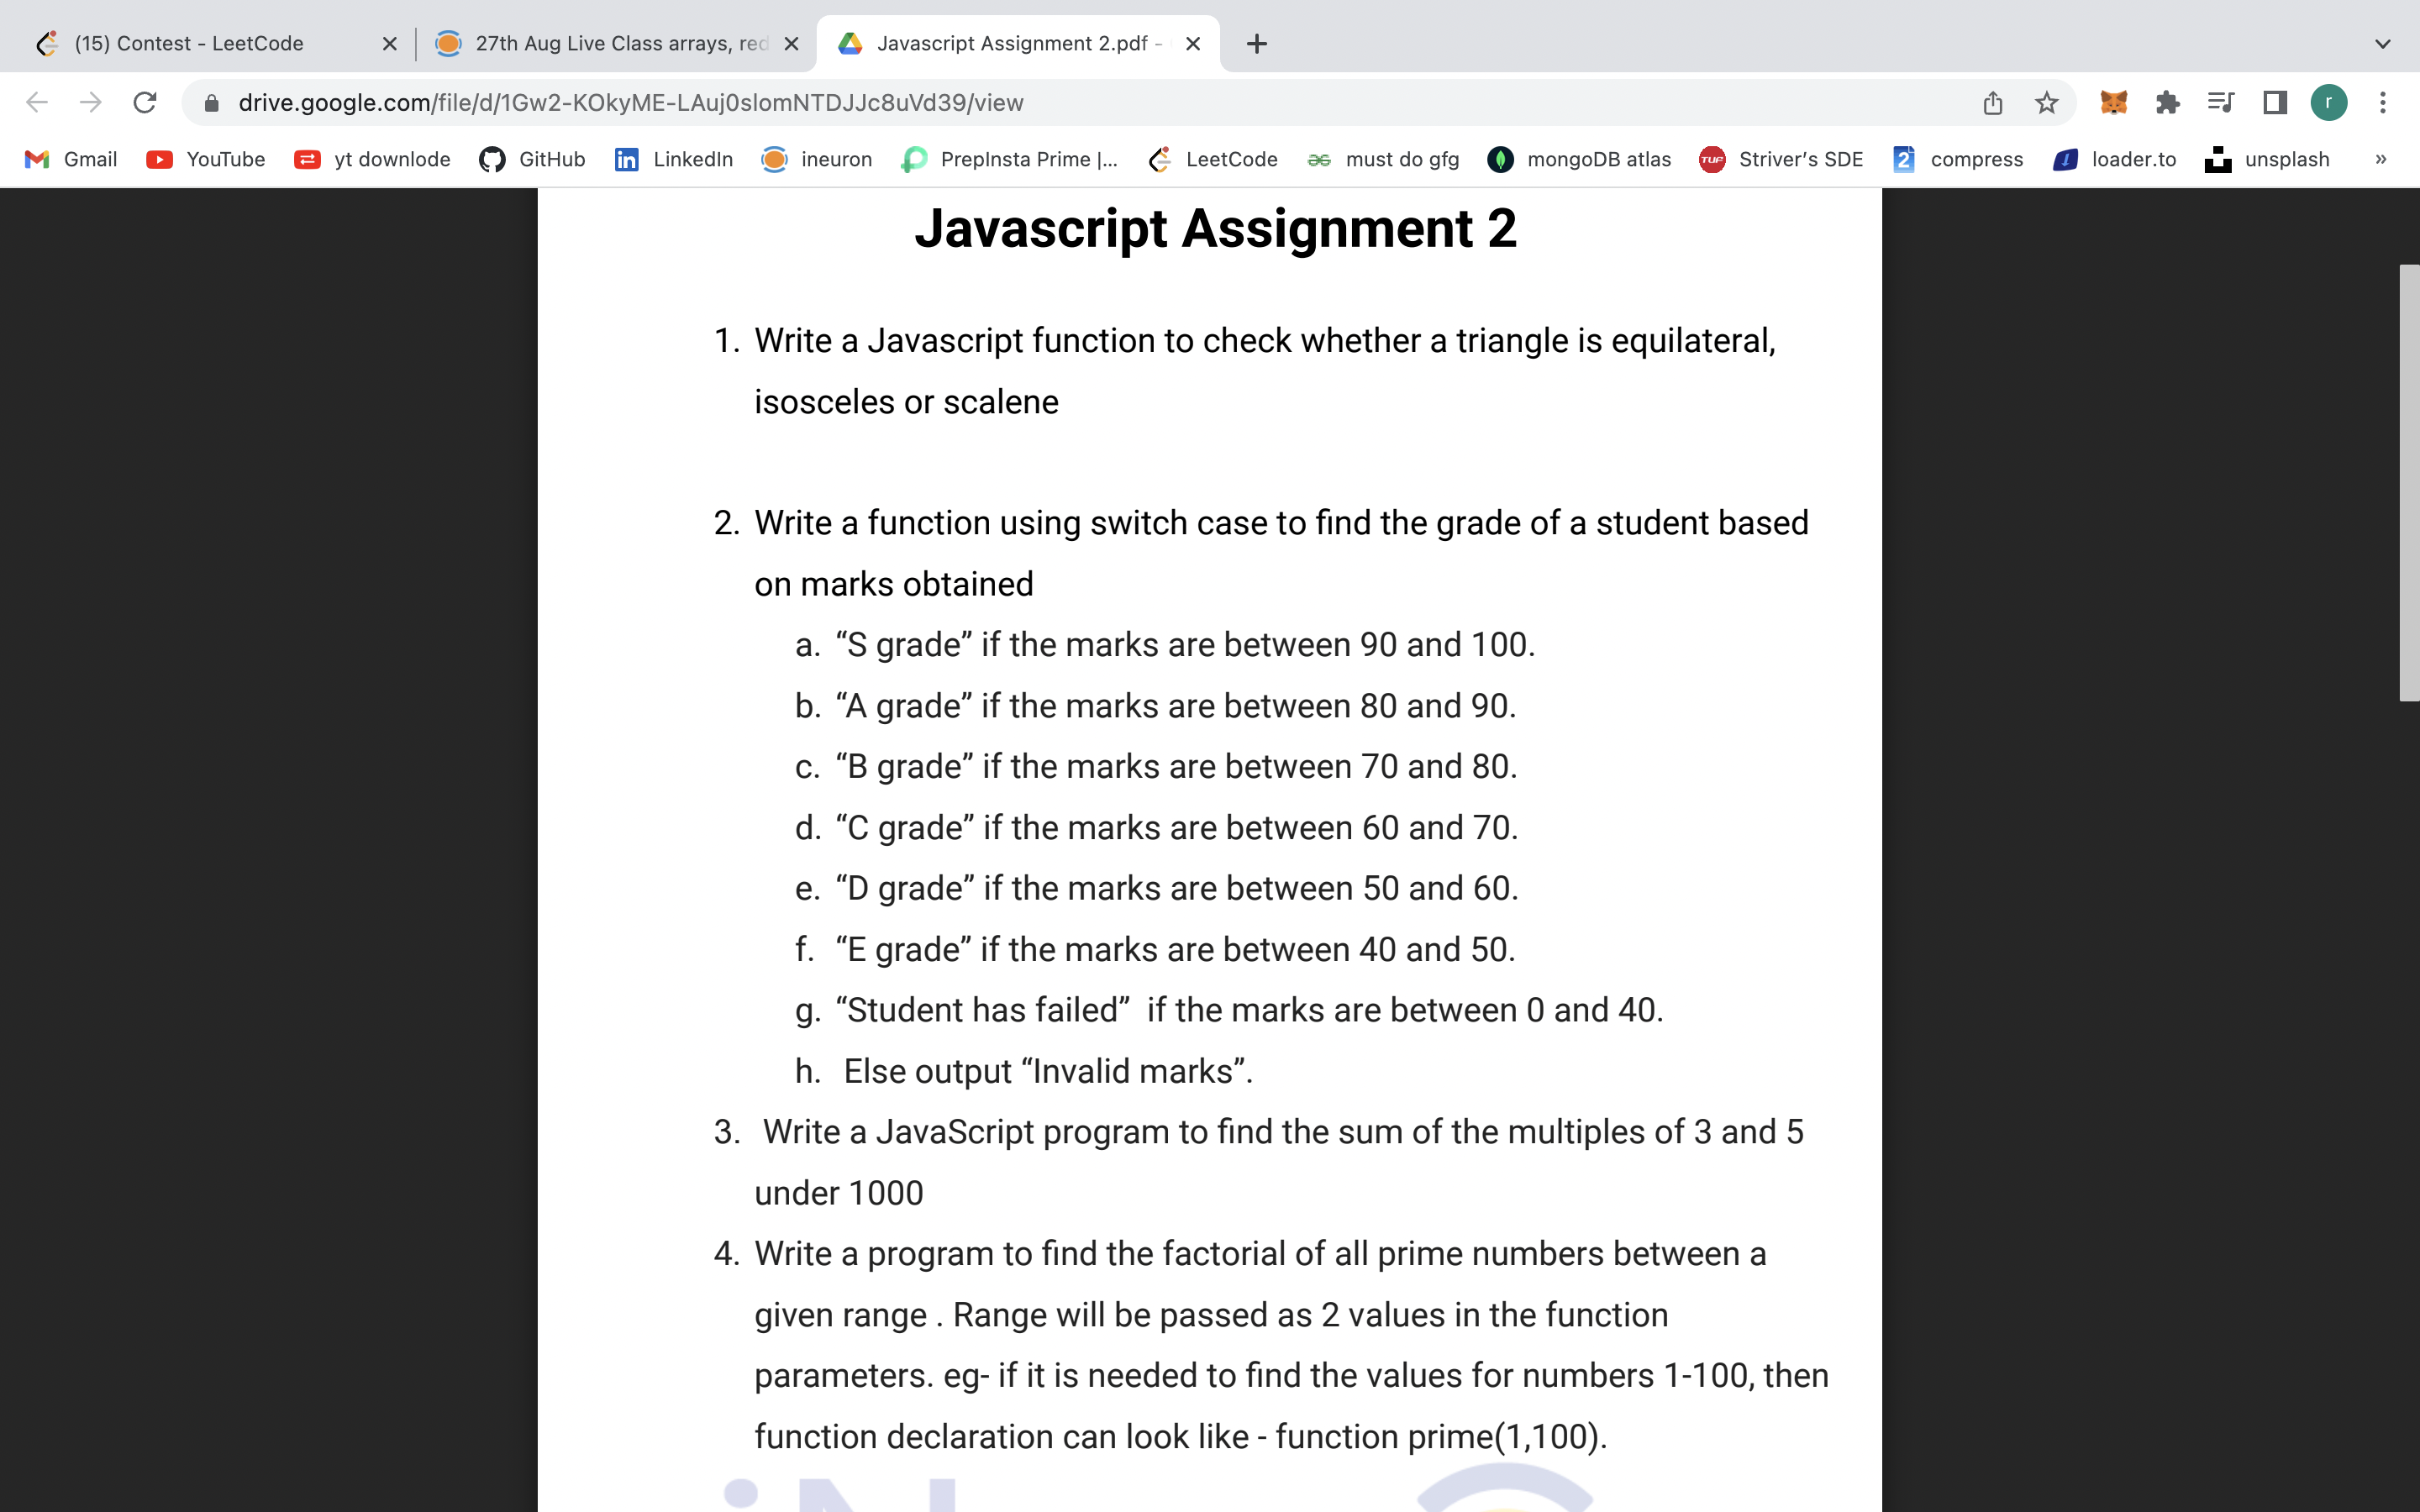 (15) Contest - LeetCode
27th Aug Live Class arrays, red
Javascript Assignment 2.pdf -
drive.google.com/file/d/1Gw2-KOkyME-LAuj0slomNTDJJc8uVd39/view
r
Gmail YouTube yt downlode GitHub LinkedIn ineuron PrepInsta Prime |... LeetCode must do gfg mongoDB atlas TUF Striver's SDE compress loader.to unsplash »
Javascript Assignment 2
1. Write a Javascript function to check whether a triangle is equilateral,
isosceles or scalene
2. Write a function using switch case to find the grade of a student based
on marks obtained
a. “S grade” if the marks are between 90 and 100.
b. “A grade” if the marks are between 80 and 90.
c. “B grade” if the marks are between 70 and 80.
d. “C grade” if the marks are between 60 and 70.
e. “D grade” if the marks are between 50 and 60.
f. “E grade” if the marks are between 40 and 50.
g. “Student has failed” if the marks are between 0 and 40.
h. Else output “Invalid marks”.
3. Write a JavaScript program to find the sum of the multiples of 3 and 5
under 1000
4. Write a program to find the factorial of all prime numbers between a
given range . Range will be passed as 2 values in the function
parameters. eg- if it is needed to find the values for numbers 1-100, then
function declaration can look like - function prime(1,100).